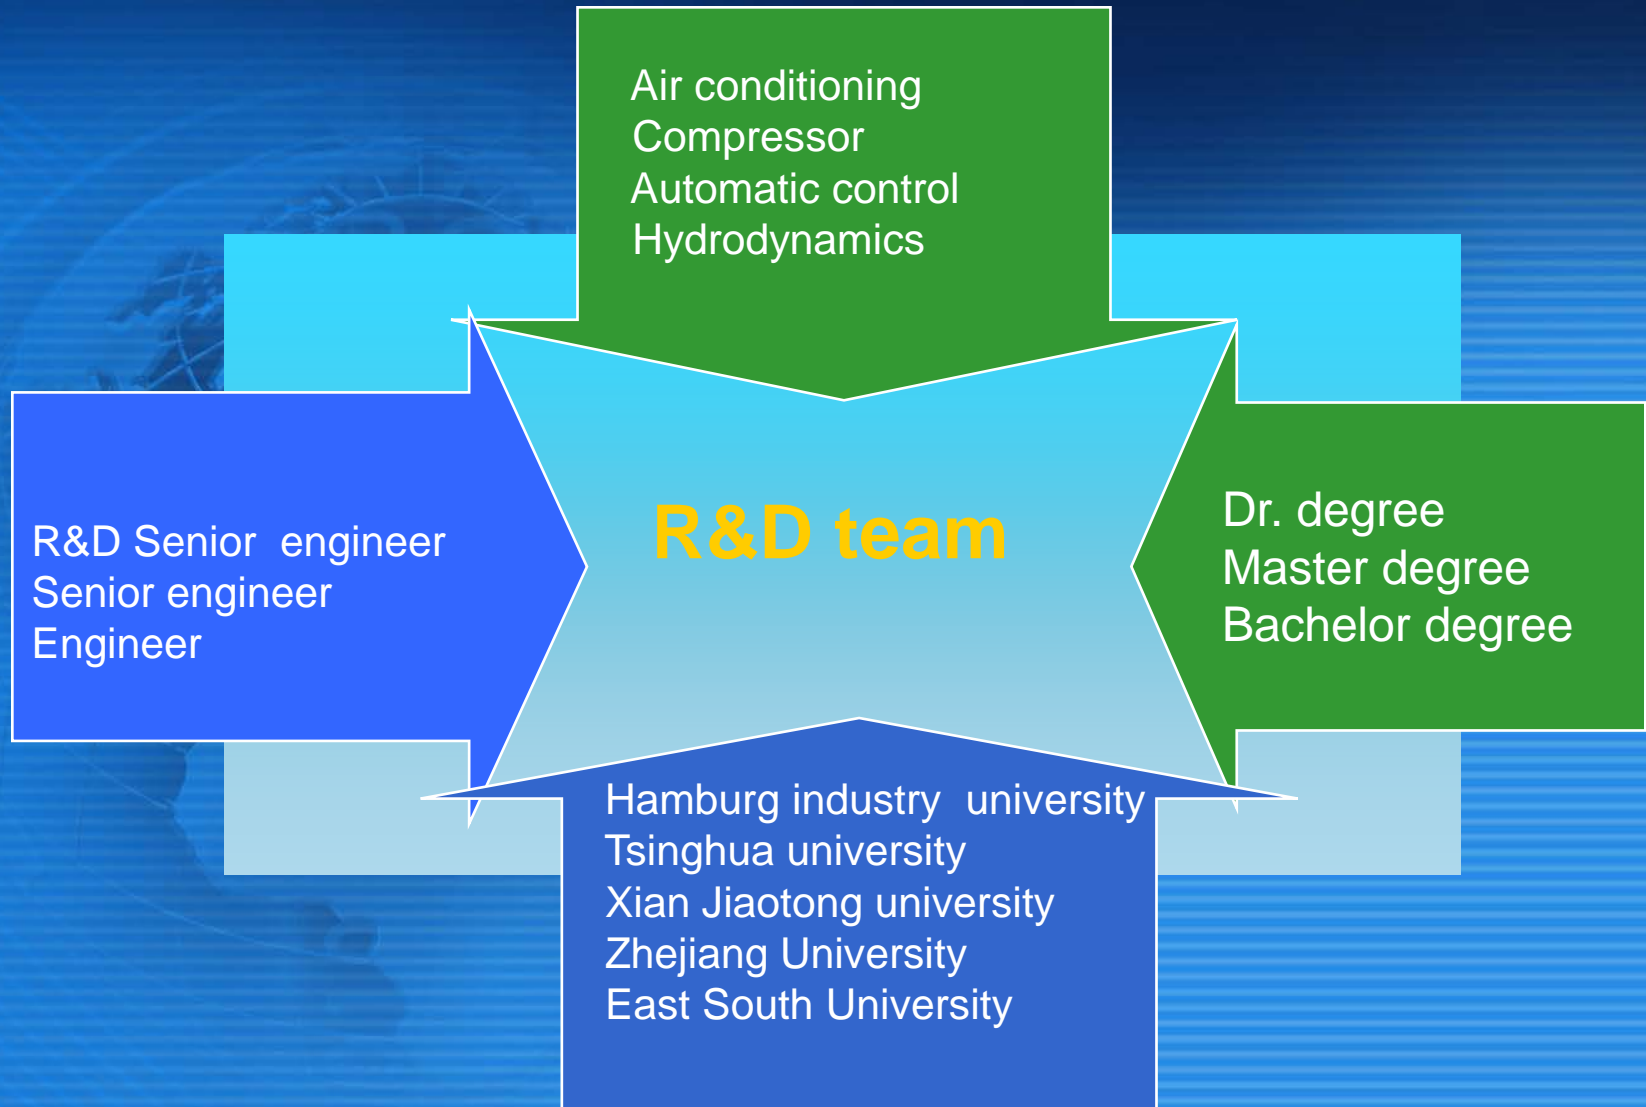 Air conditioning
Compressor
Automatic control
Hydrodynamics
R&D Senior  engineer
Senior engineer
Engineer
R&D team
Dr. degree
Master degree
Bachelor degree
Hamburg industry  university
Tsinghua university
Xian Jiaotong university
Zhejiang University
East South University